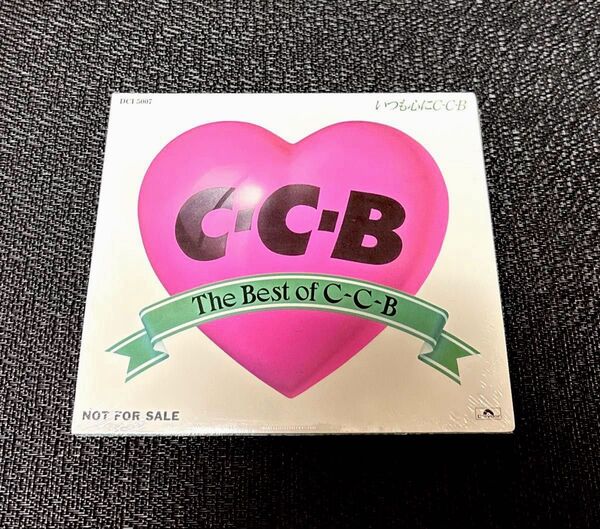 DCI 5007
いつも心にC-C-B
C-C-B
The Best of C-C-B
NOT FOR SALE